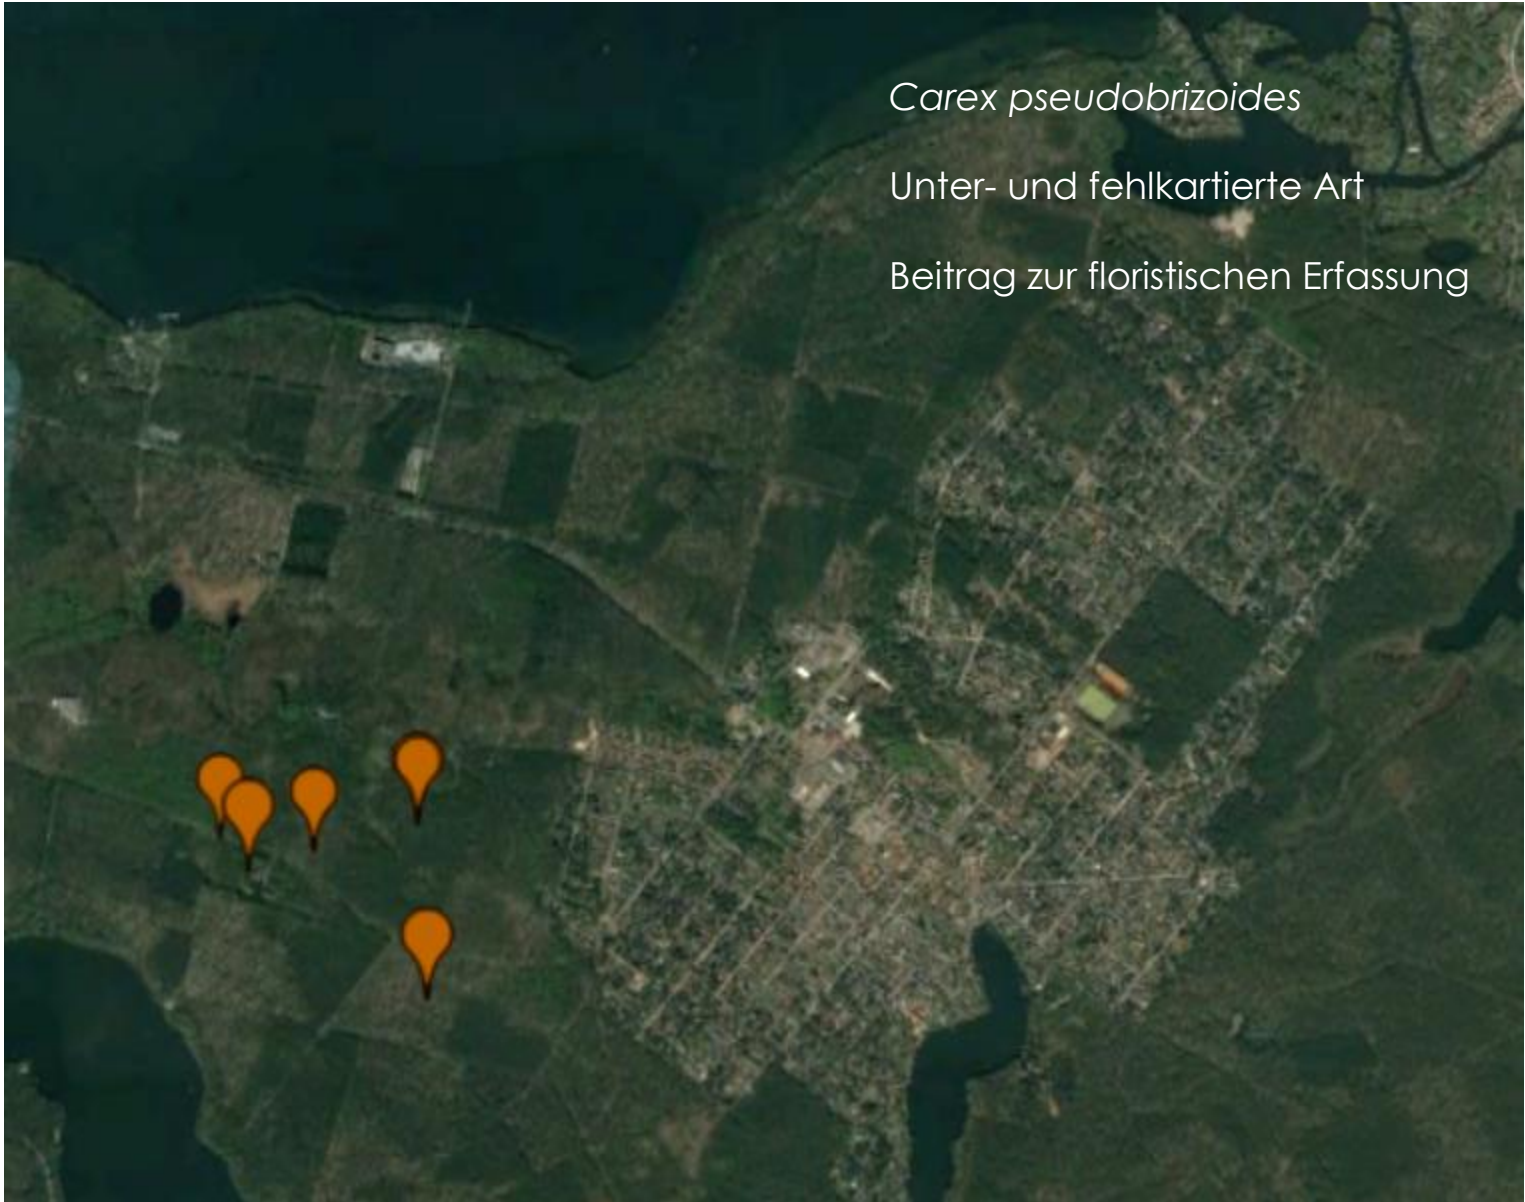 Carex pseudobrizoides
Unter- und fehlkartierte Art
Beitrag zur floristischen Erfassung